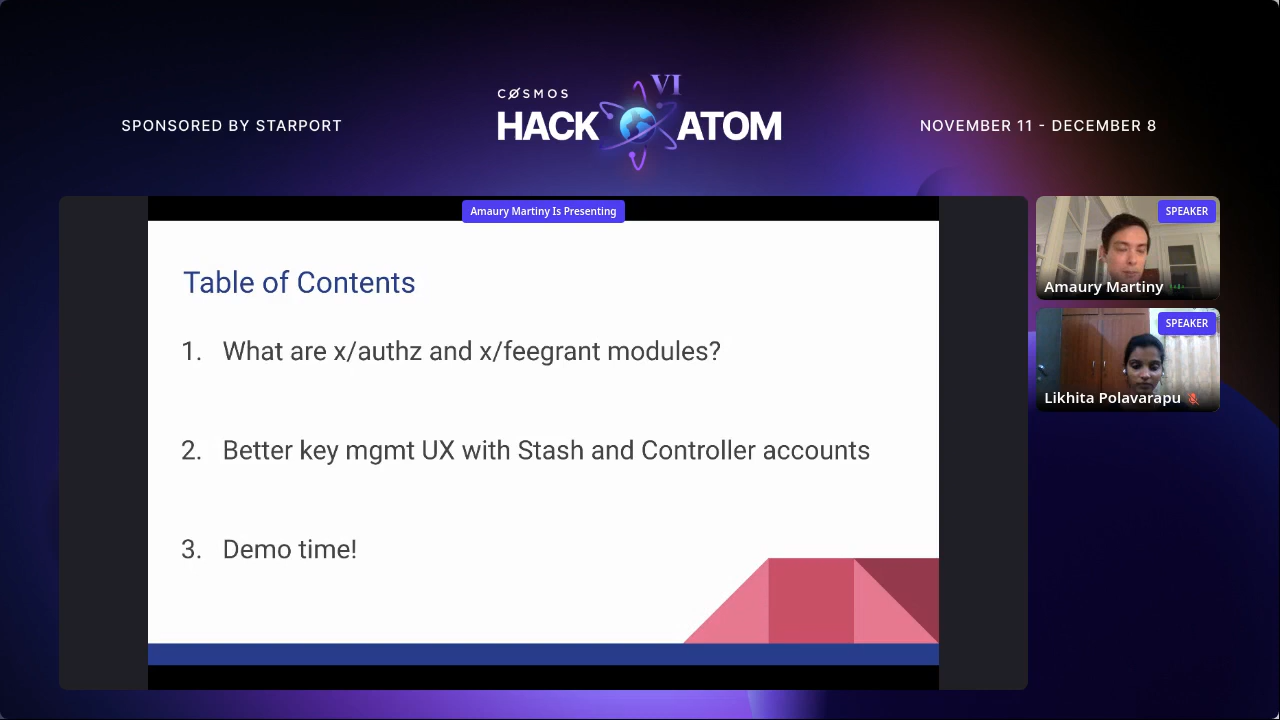 SPONSORED BY STARPORT
CØSMOS
HACK ATOM VI
NOVEMBER 11 - DECEMBER 8
Amaury Martiny Is Presenting
Table of Contents
1. What are x/authz and x/feegrant modules?
2. Better key mgmt UX with Stash and Controller accounts
3. Demo time!
SPEAKER
Amaury Martiny
SPEAKER
Likhita Polavarapu